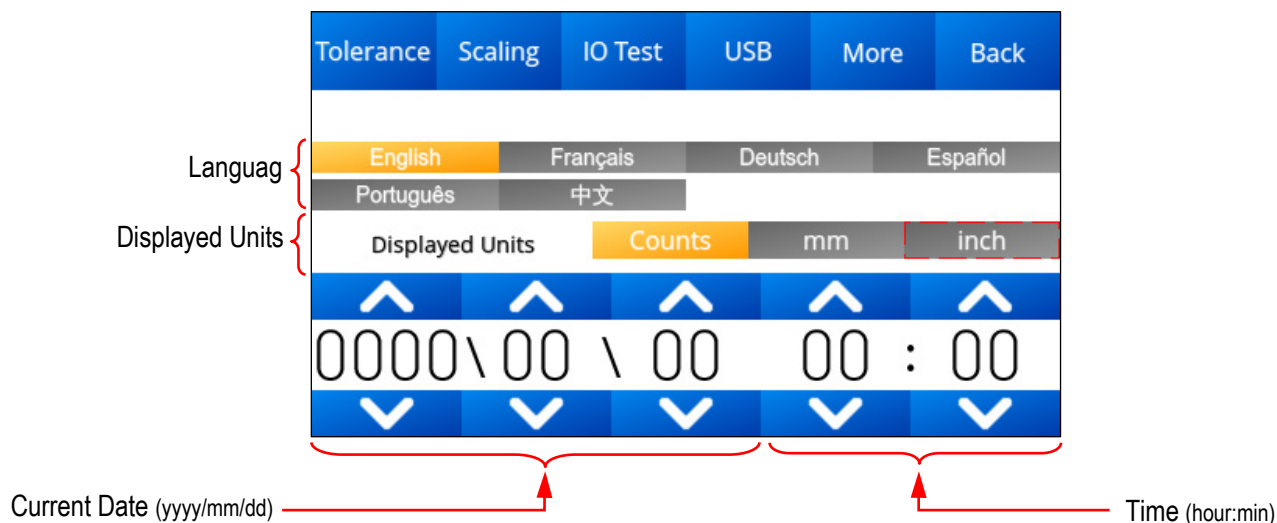 Tolerance Scaling IO Test USB More Back
Languag
English Français Deutsch Español
Português 中文
Displayed Units
Displayed Units Counts mm inch
0000\00 \ 00 00 : 00
Current Date (yyyy/mm/dd)
Time (hour:min)